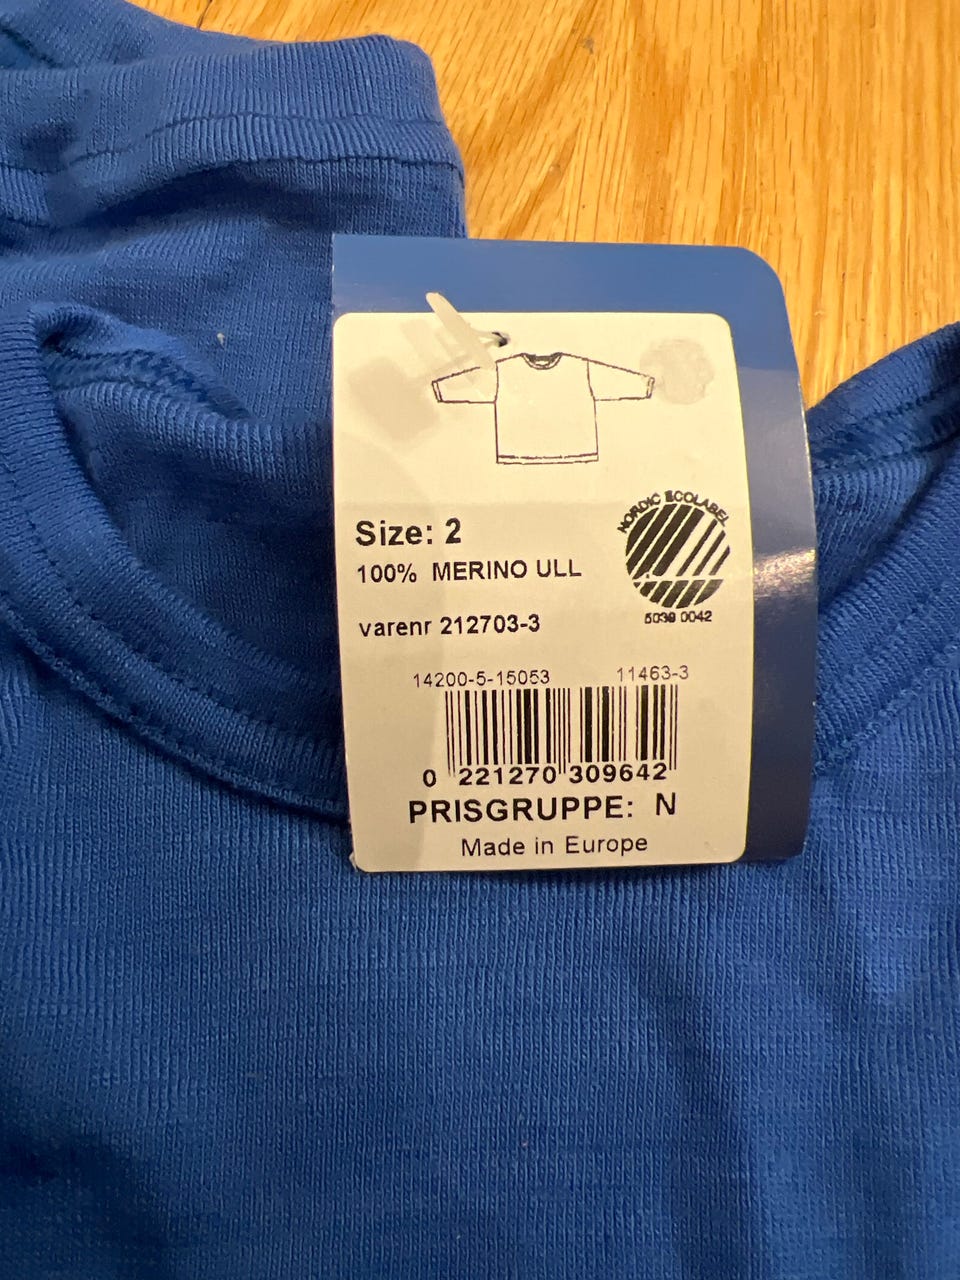 Size: 2
100% MERINO ULL
NORDIC ECOLABEL
5039 0042
varenr 212703-3
14200-5-15053 11463-3
0 221270 309642
PRISGRUPPE: N
Made in Europe